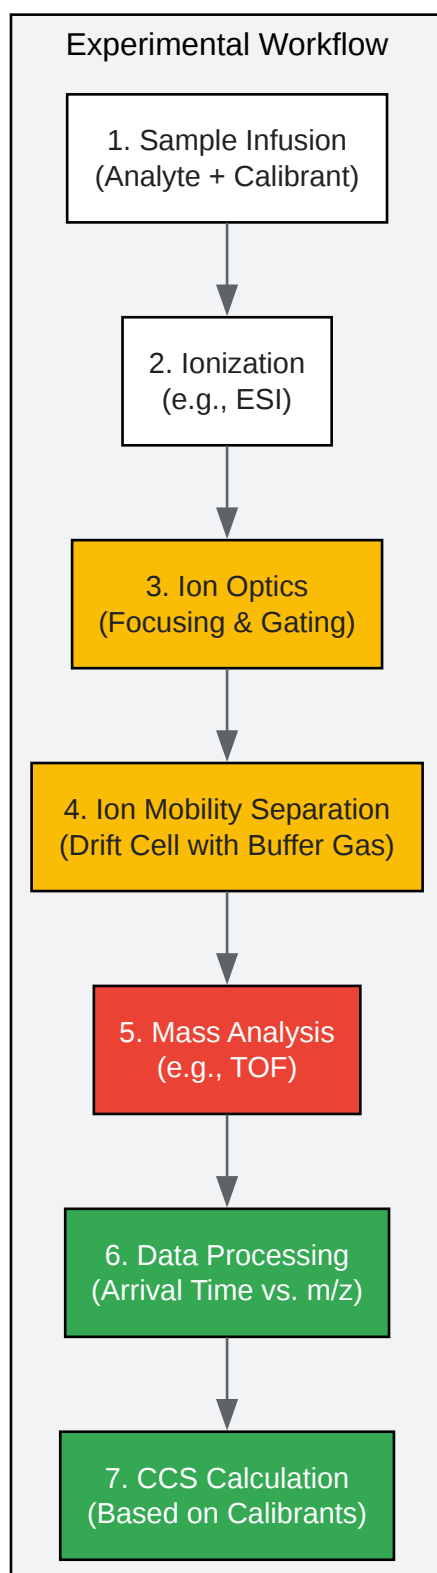 Experimental Workflow
1. Sample Infusion
(Analyte + Calibrant)
2. Ionization
(e.g., ESI)
3. Ion Optics
(Focusing & Gating)
4. Ion Mobility Separation
(Drift Cell with Buffer Gas)
5. Mass Analysis
(e.g., TOF)
6. Data Processing
(Arrival Time vs. m/z)
7. CCS Calculation
(Based on Calibrants)